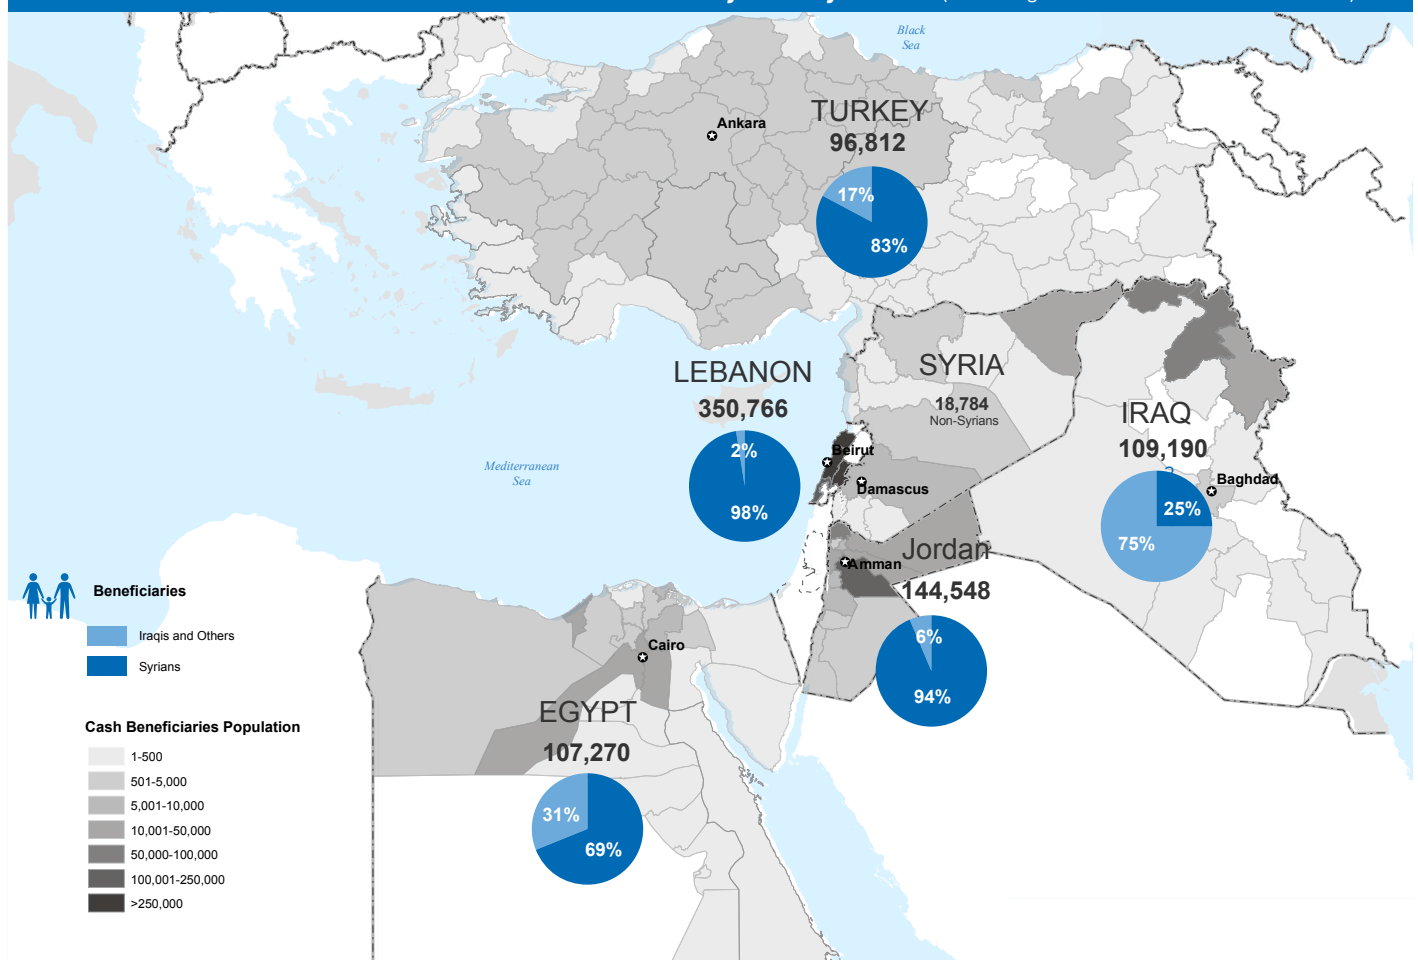 Black
Sea
TURKEY
96,812
Ankara
17%
83%
LEBANON
350,766
2%
98%
Beirut
SYRIA
18,784
Non-Syrians
Damascus
IRAQ
109,190
25%
75%
Baghdad
Mediterranean
Sea
Jordan
Amman
144,548
6%
94%
Cairo
EGYPT
107,270
31%
69%
Beneficiaries
Iraqis and Others
Syrians
Cash Beneficiaries Population
1-500
501-5,000
5,001-10,000
10,001-50,000
50,000-100,000
100,001-250,000
>250,000